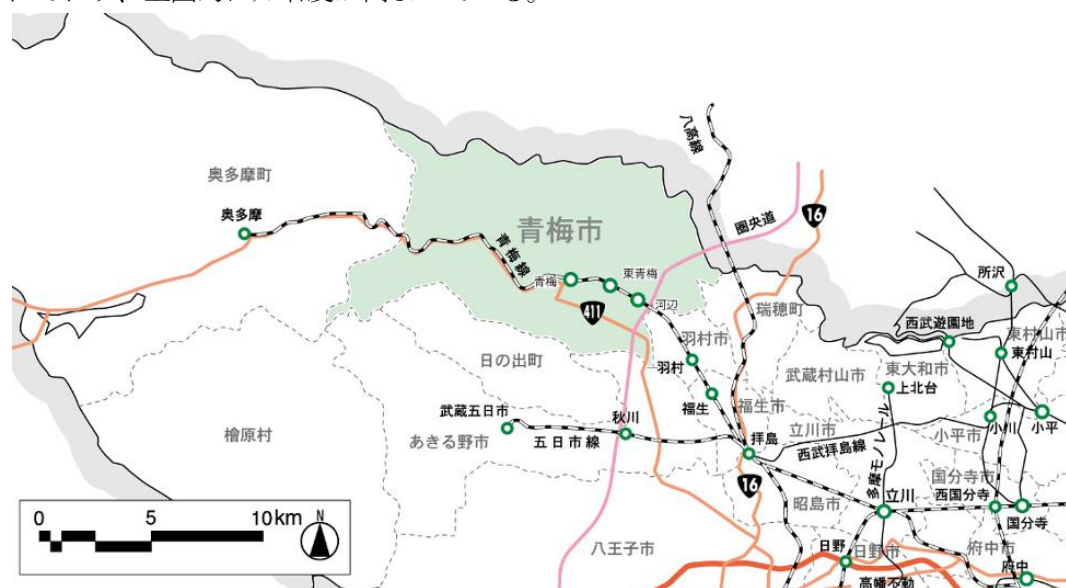 八高線
奥多摩町
奥多摩
青梅市
16
圏央道
青梅線
青梅
東青梅
河辺
411
所沢
瑞穂町
西武遊園地
東村山市
東村山
羽村市
羽村
日の出町
武蔵村山市
東大和市
上北台
福生
福生市
武蔵五日市
秋川
あきる野市
五日市線
檜原村
拝島
立川市
西武拝島線
多摩モノレール
小平市
小川
小平
国分寺市
西国分寺
国分寺
16
昭島市
立川
0 5 10km
N
八王子市
日野
日野市
府中市
府中
高幡不動